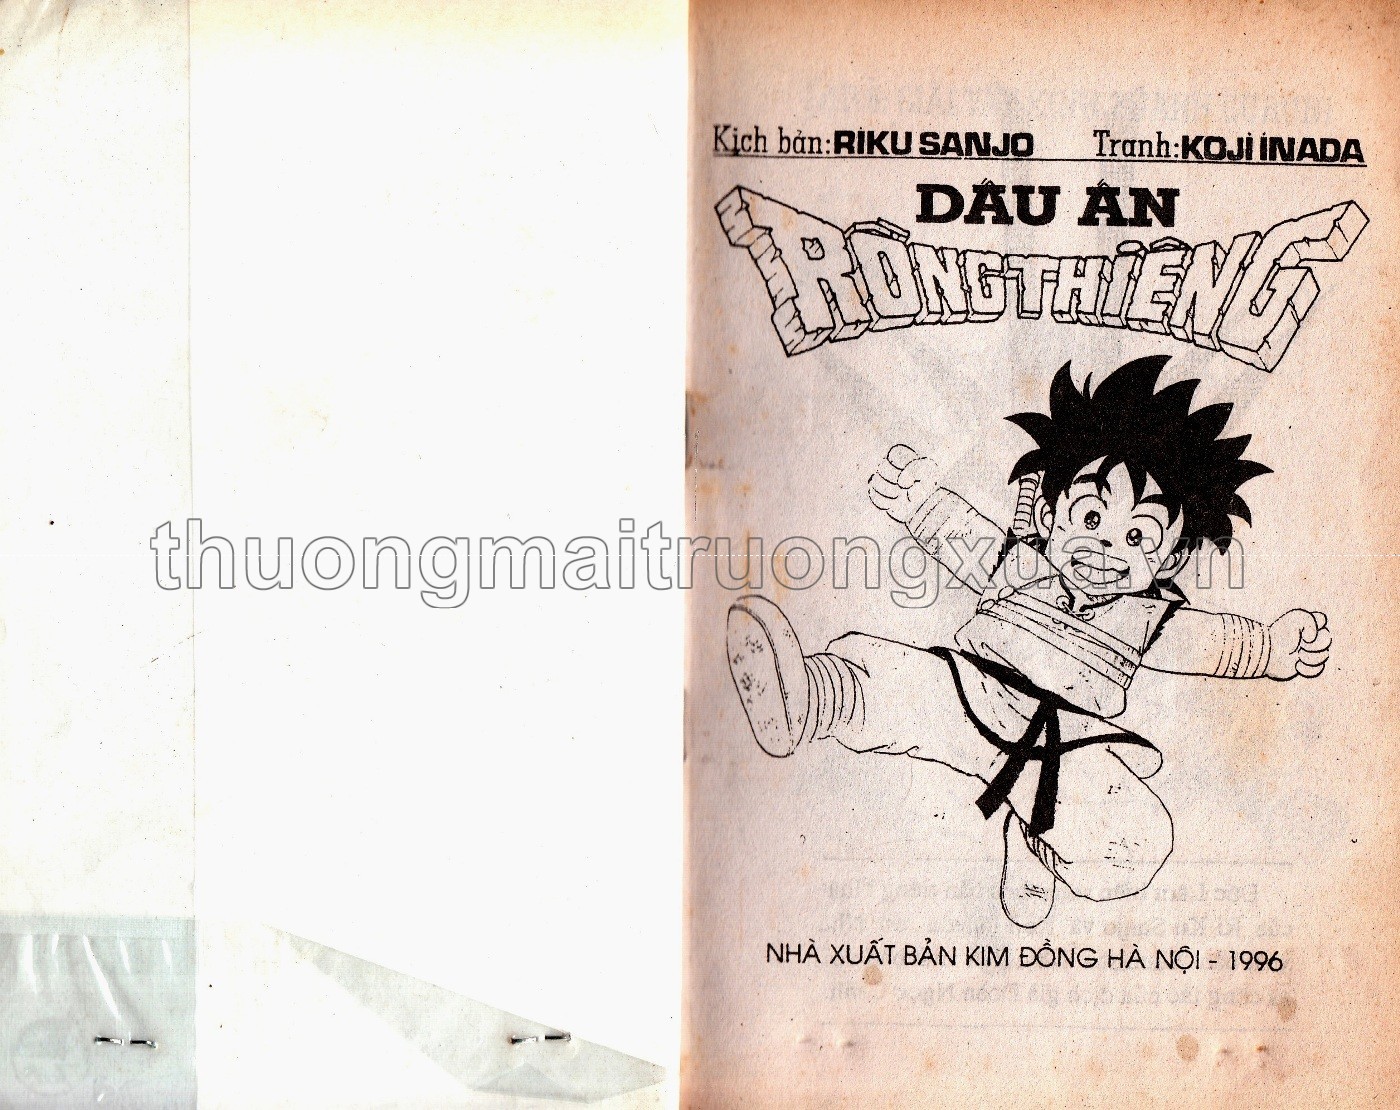 Kịch bản: RIKU SANJO Tranh: KOJI INADA
DẤU ẤN
RỒNG THIÊNG
thuongmaitruongxua.vn
NHÀ XUẤT BẢN KIM ĐỒNG HÀ NỘI - 1996